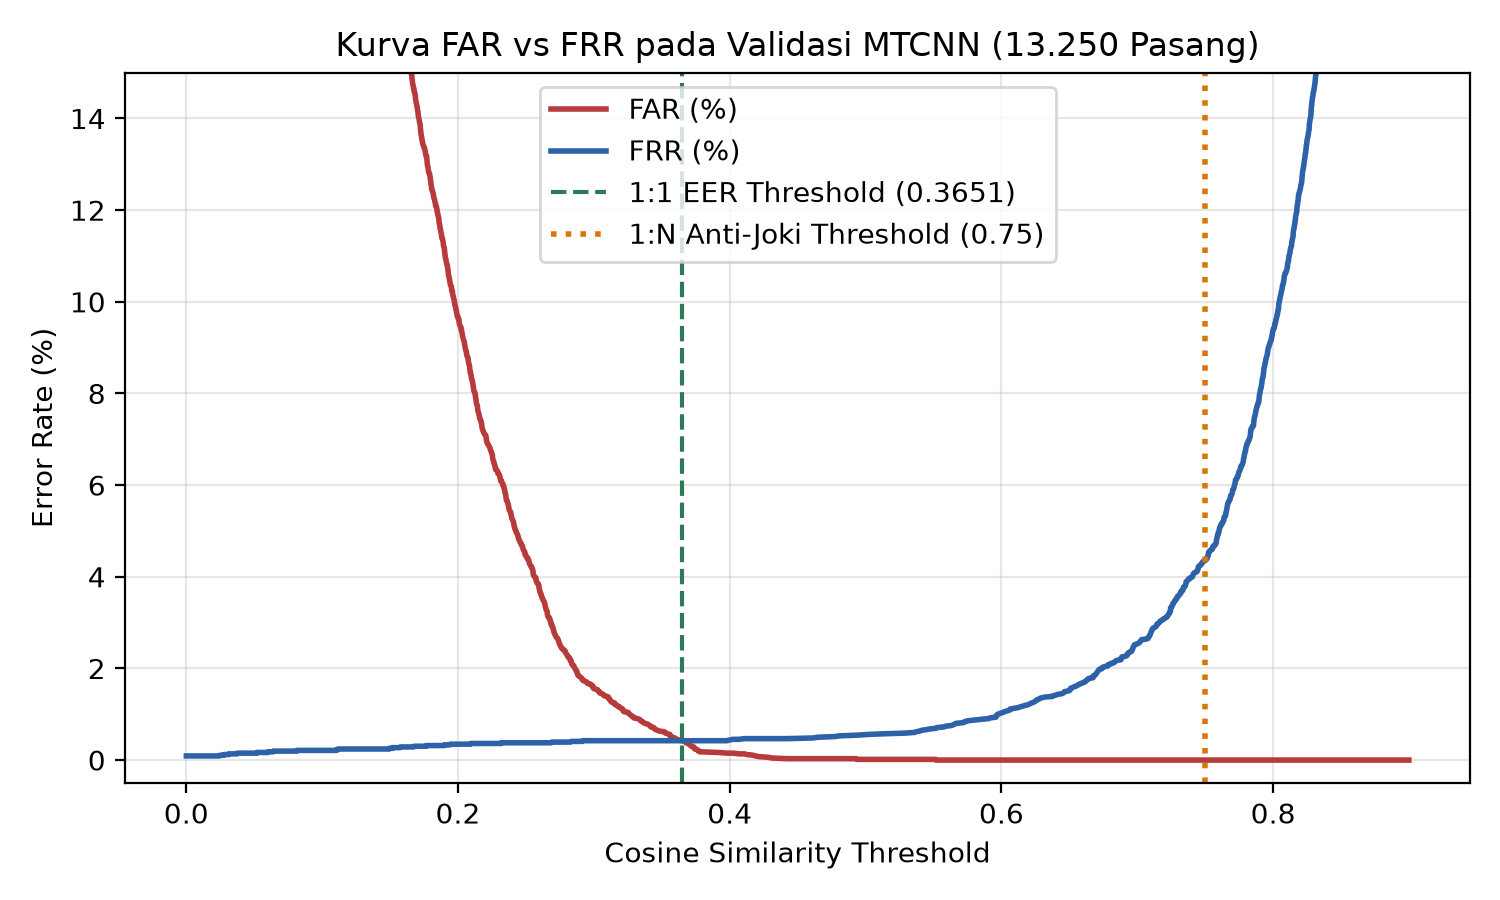 Kurva FAR vs FRR pada Validasi MTCNN (13.250 Pasang)
FAR (%)
FRR (%)
1:1 EER Threshold (0.3651)
1:N Anti-Joki Threshold (0.75)
Error Rate (%)
14
12
10
8
6
4
2
0
0.0 0.2 0.4 0.6 0.8
Cosine Similarity Threshold